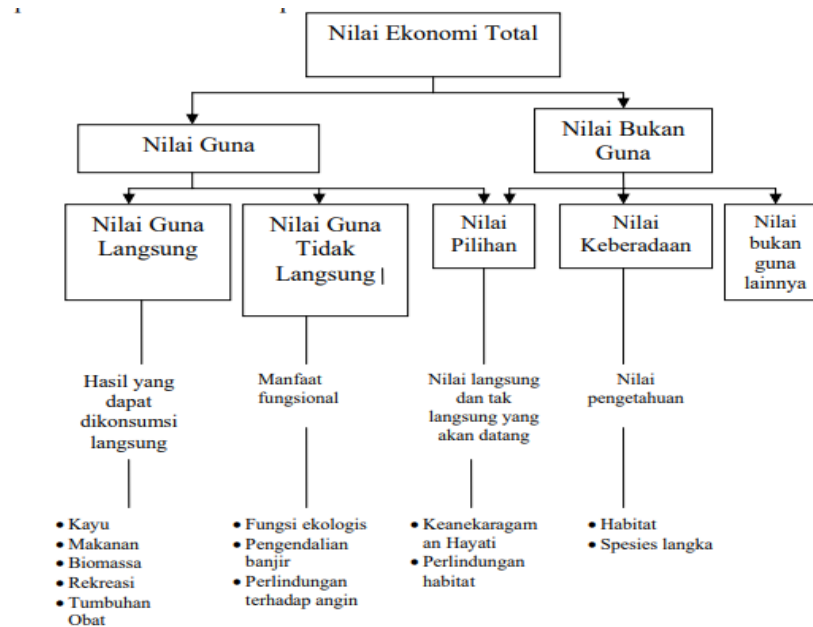 Nilai Ekonomi Total
Nilai Guna
Nilai Bukan
Guna
Nilai Guna
Langsung
Nilai Guna
Tidak
Langsung
Nilai
Pilihan
Nilai
Keberadaan
Nilai
bukan
guna
lainnya
Hasil yang
dapat
dikonsumsi
langsung
Manfaat
fungsional
Nilai langsung
dan tak
langsung yang
akan datang
Nilai
pengetahuan
• Kayu
• Makanan
• Biomassa
• Rekreasi
• Tumbuhan
Obat
• Fungsi ekologis
• Pengendalian
banjir
• Perlindungan
terhadap angin
• Keanekaragam
an Hayati
• Perlindungan
habitat
• Habitat
• Spesies langka